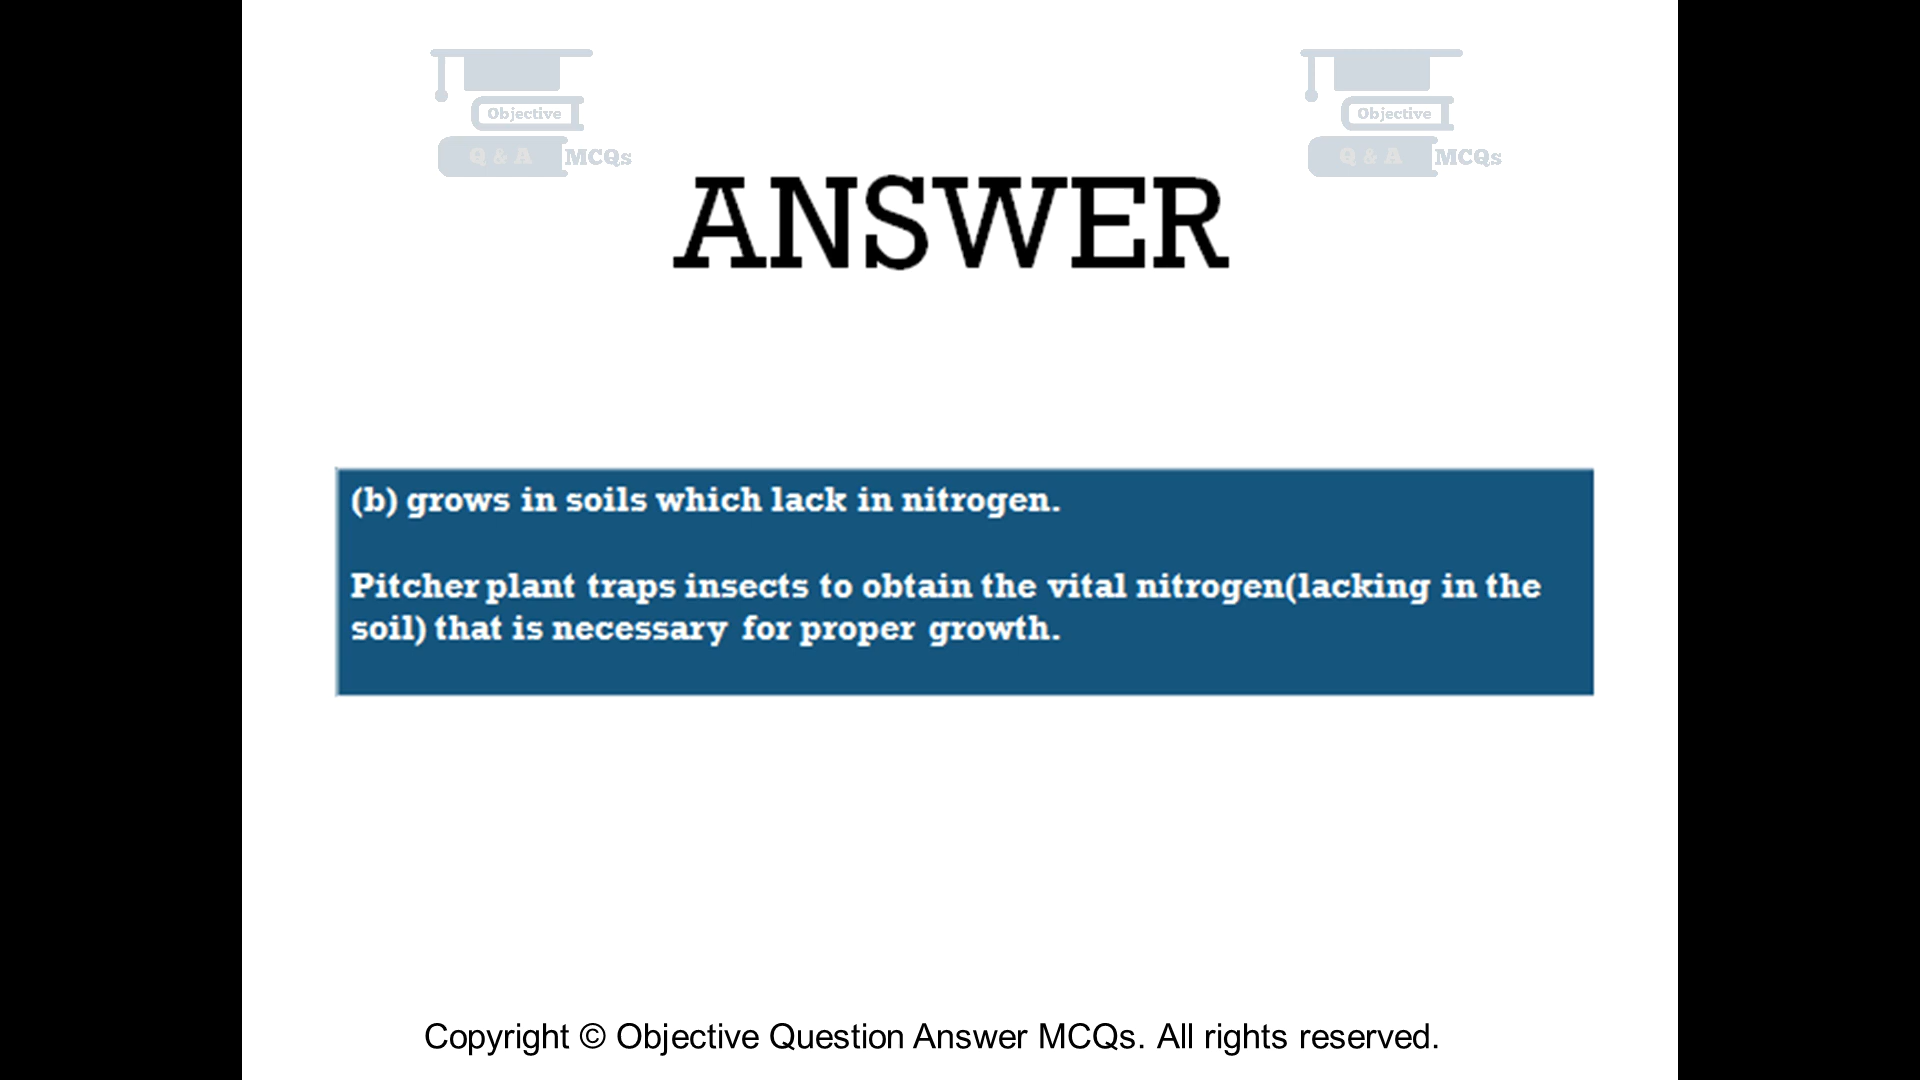 Objective
Q & A MCQs
Objective
Q & A MCQs
ANSWER
(b) grows in soils which lack in nitrogen.
Pitcher plant traps insects to obtain the vital nitrogen(lacking in the
soil) that is necessary for proper growth.
Copyright © Objective Question Answer MCQs. All rights reserved.